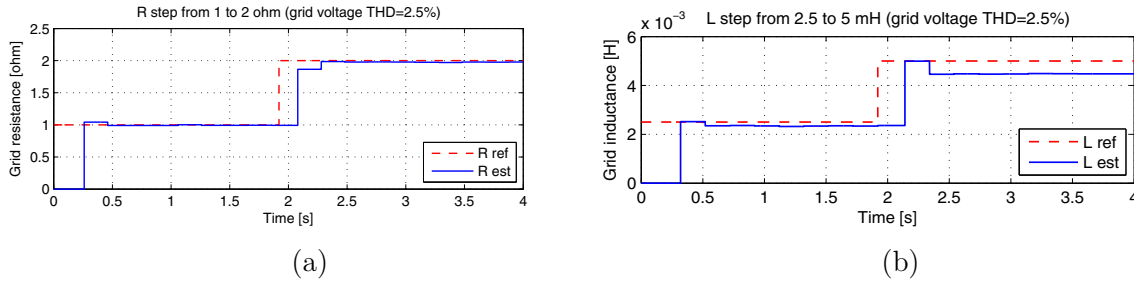 R step from 1 to 2 ohm (grid voltage THD=2.5%)
Grid resistance [ohm]
2.5
2
1.5
1
0.5
0
R ref
R est
0 0.5 1 1.5 2 2.5 3 3.5 4
Time [s]
(a)
L step from 2.5 to 5 mH (grid voltage THD=2.5%)
x 10⁻³
Grid inductance [H]
6
4
2
0
L ref
L est
0 0.5 1 1.5 2 2.5 3 3.5 4
Time [s]
(b)